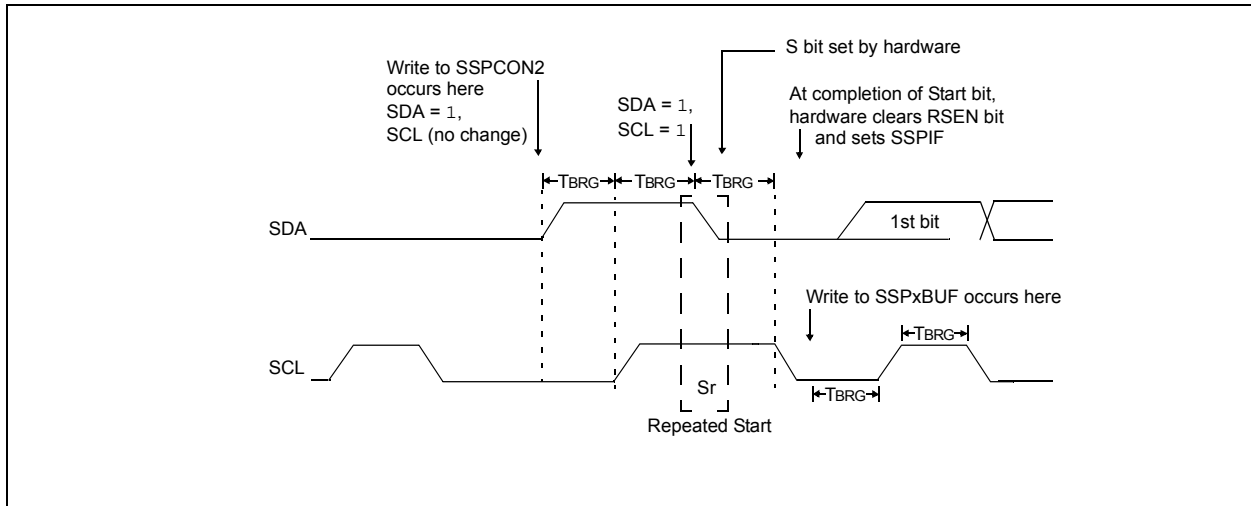 S bit set by hardware
Write to SSPCON2
occurs here
SDA = 1,
SCL (no change)
SDA = 1,
SCL = 1
At completion of Start bit,
hardware clears RSEN bit
and sets SSPIF
TBRG TBRG TBRG
SDA
1st bit
Write to SSPxBUF occurs here
TBRG
SCL
Sr
TBRG
Repeated Start